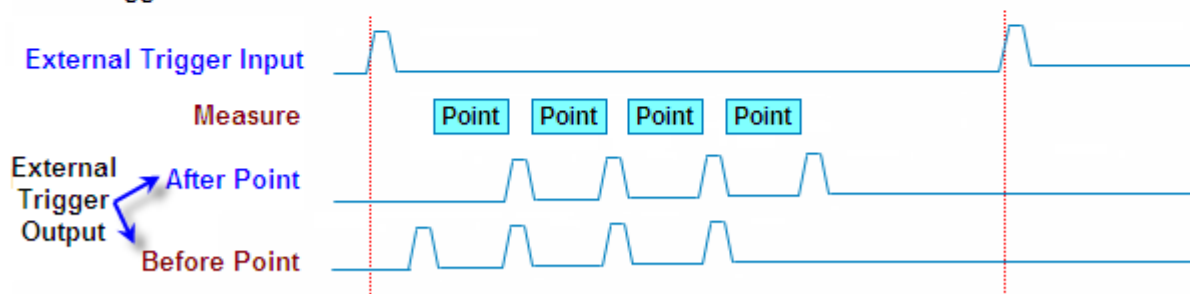 External Trigger Input
Measure
Point Point Point Point
External
Trigger
Output
After Point
Before Point